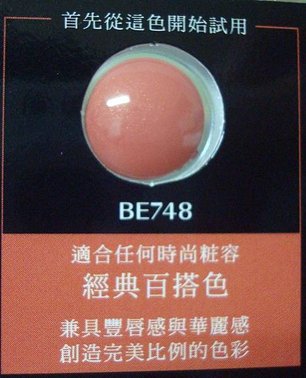 首先從這色開始試用
BE748
適合任何時尚粧容
經典百搭色
兼具豐唇感與華麗感
創造完美比例的色彩